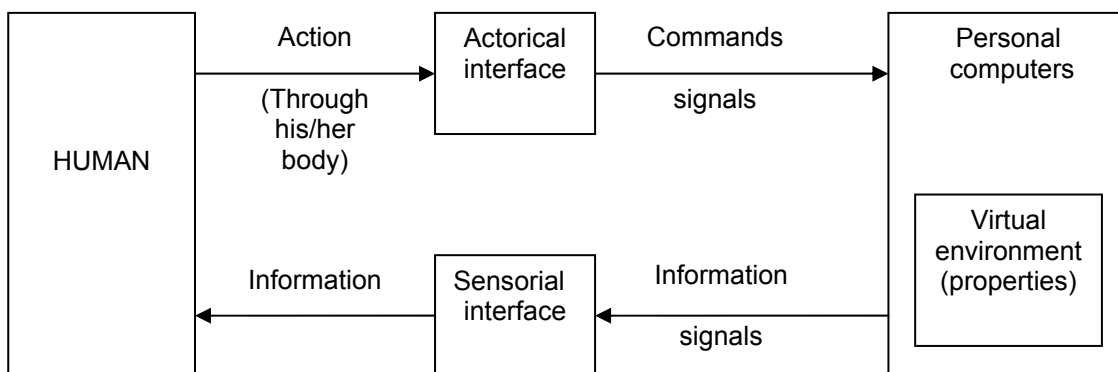 Action
Actorical
interface
Commands
signals
Personal
computers
(Through
his/her
body)
HUMAN
Virtual
environment
(properties)
Information
Sensorial
interface
Information
signals